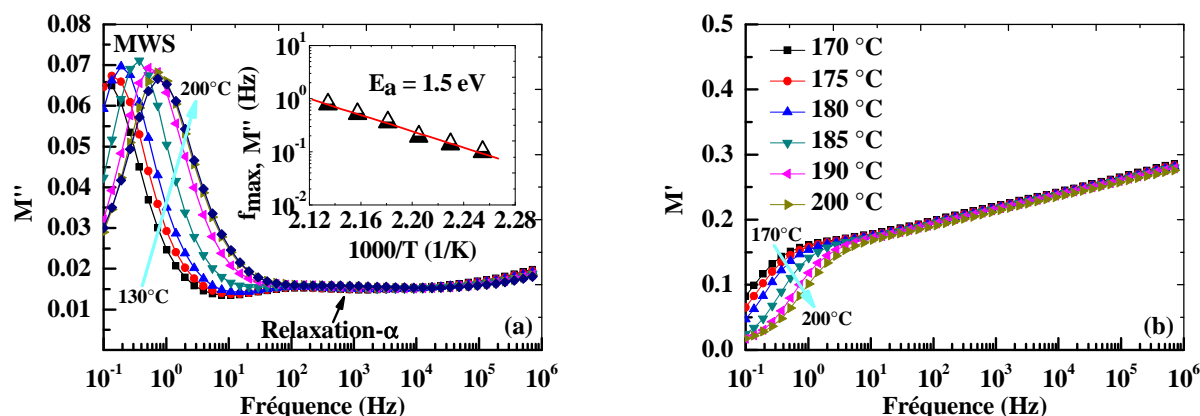 0.08
0.07
0.06
0.05
0.04
0.03
0.02
0.01
0.00
M''
MWS
200°C
130°C
10¹
10⁰
10⁻¹
10⁻²
f_max, M'' (Hz)
E_a = 1.5 eV
2.12 2.16 2.20 2.24 2.28
1000/T (1/K)
Relaxation-α
(a)
10⁻¹ 10⁰ 10¹ 10² 10³ 10⁴ 10⁵ 10⁶
Fréquence (Hz)
0.5
0.4
0.3
0.2
0.1
0.0
M'
170 °C
175 °C
180 °C
185 °C
190 °C
200 °C
170°C
200°C
(b)
10⁻¹ 10⁰ 10¹ 10² 10³ 10⁴ 10⁵ 10⁶
Fréquence (Hz)